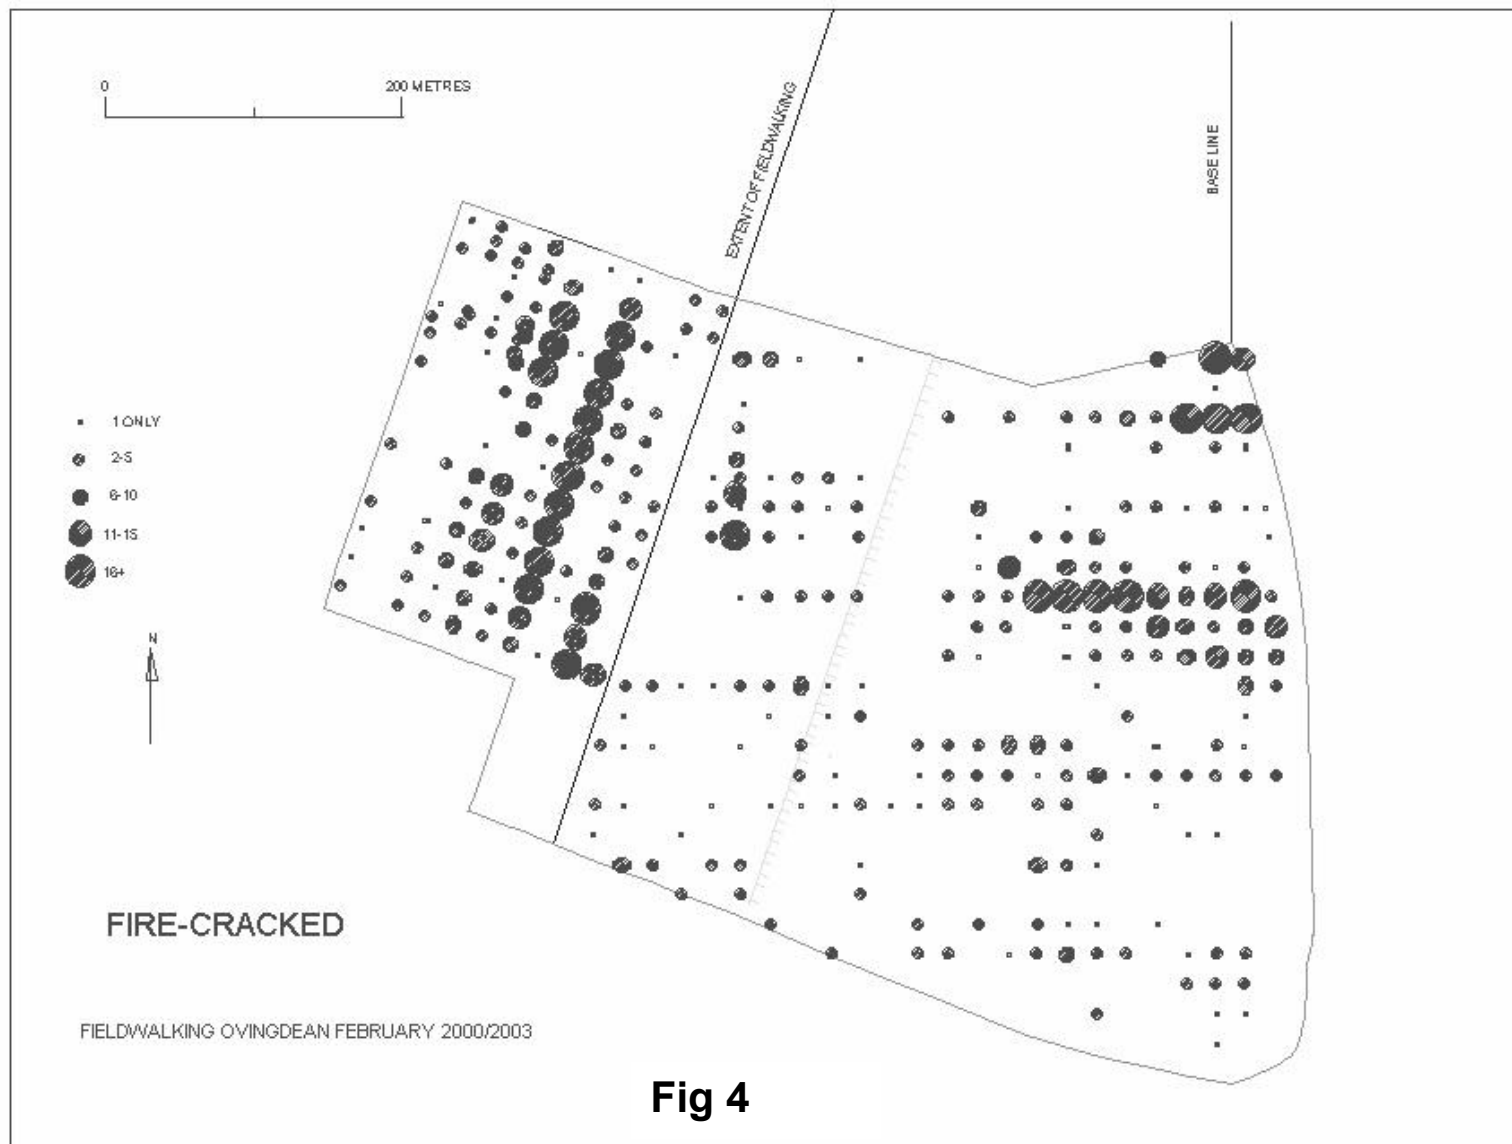 0 200 METRES
EXTENT OF FIELDWALKING
BASE LINE
1 ONLY
2-5
6-10
11-15
16+
N
FIRE-CRACKED
FIELDWALKING OVINGDEAN FEBRUARY 2000/2003
Fig 4